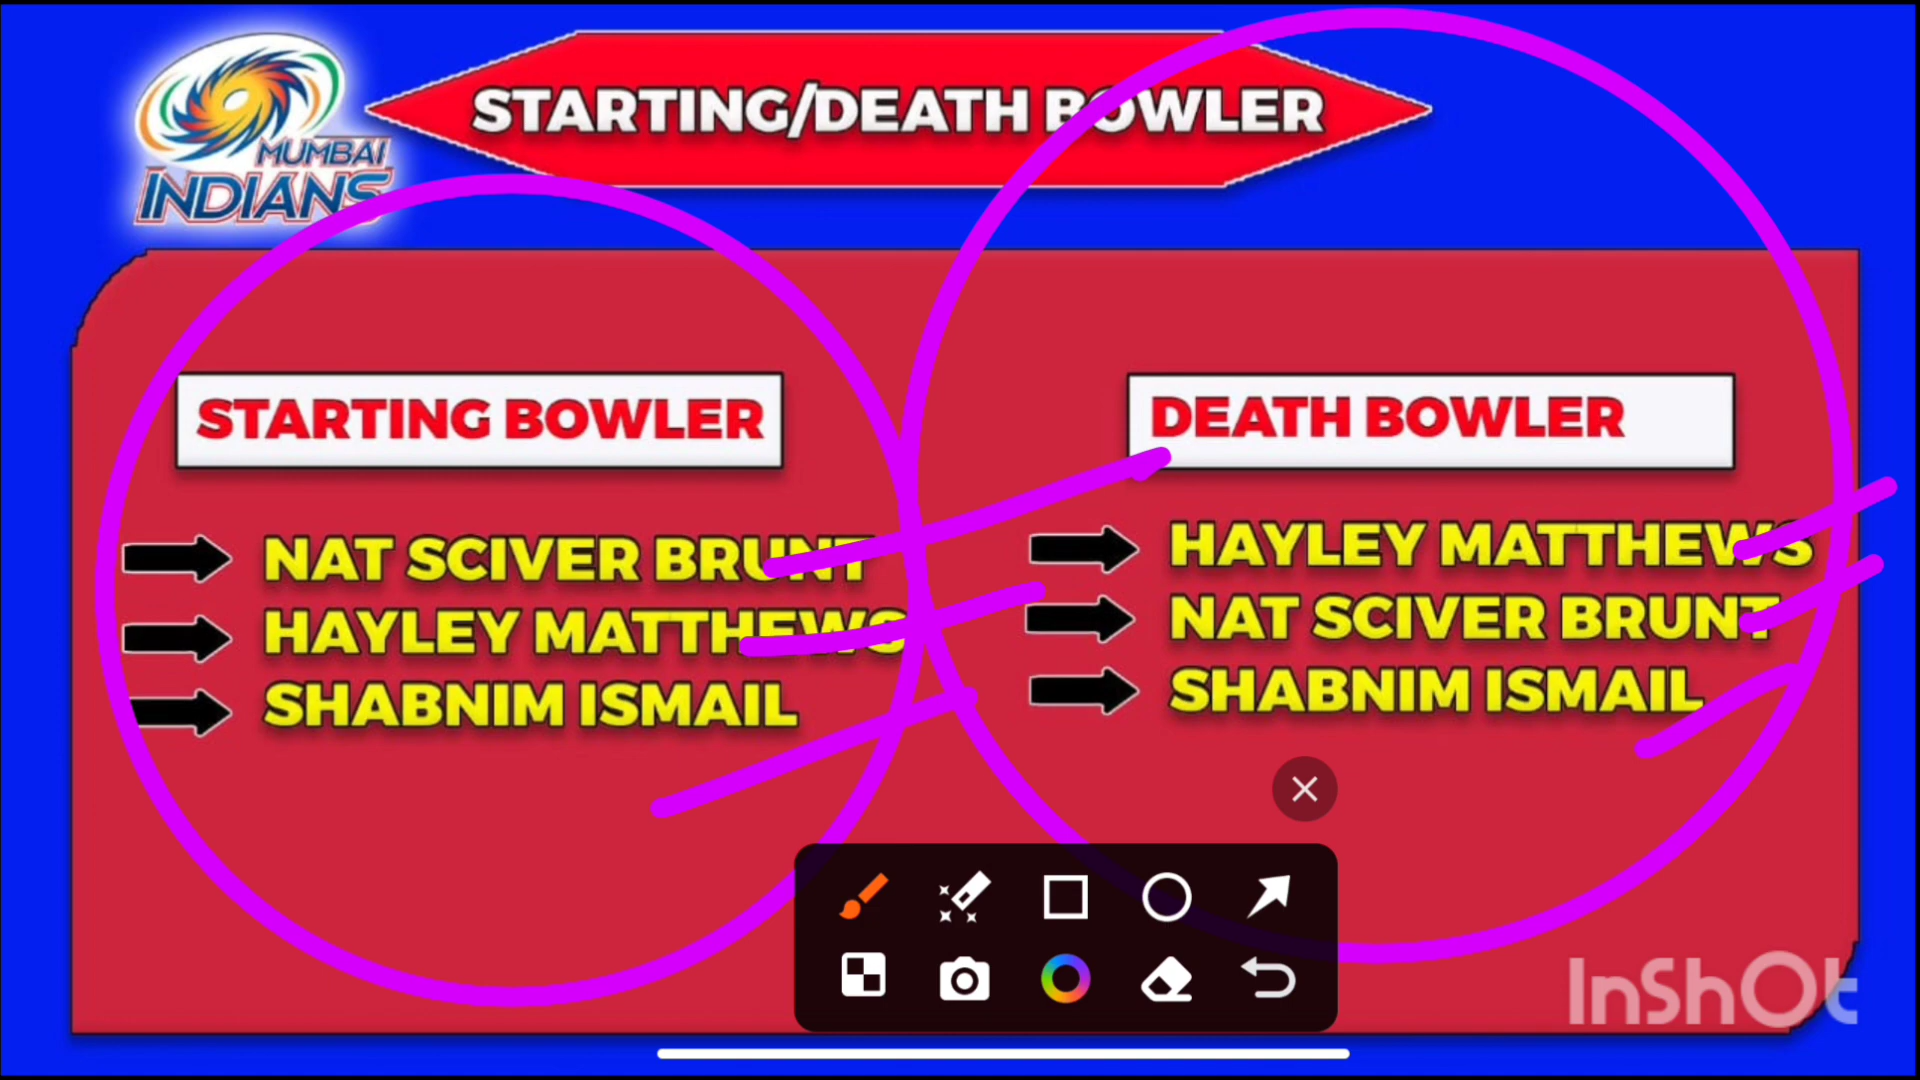 MUMBAI
INDIANS
STARTING/DEATH BOWLER
STARTING BOWLER
NAT SCIVER BRUNT
HAYLEY MATTHEWS
SHABNIM ISMAIL
DEATH BOWLER
HAYLEY MATTHEWS
NAT SCIVER BRUNT
SHABNIM ISMAIL
InShOt